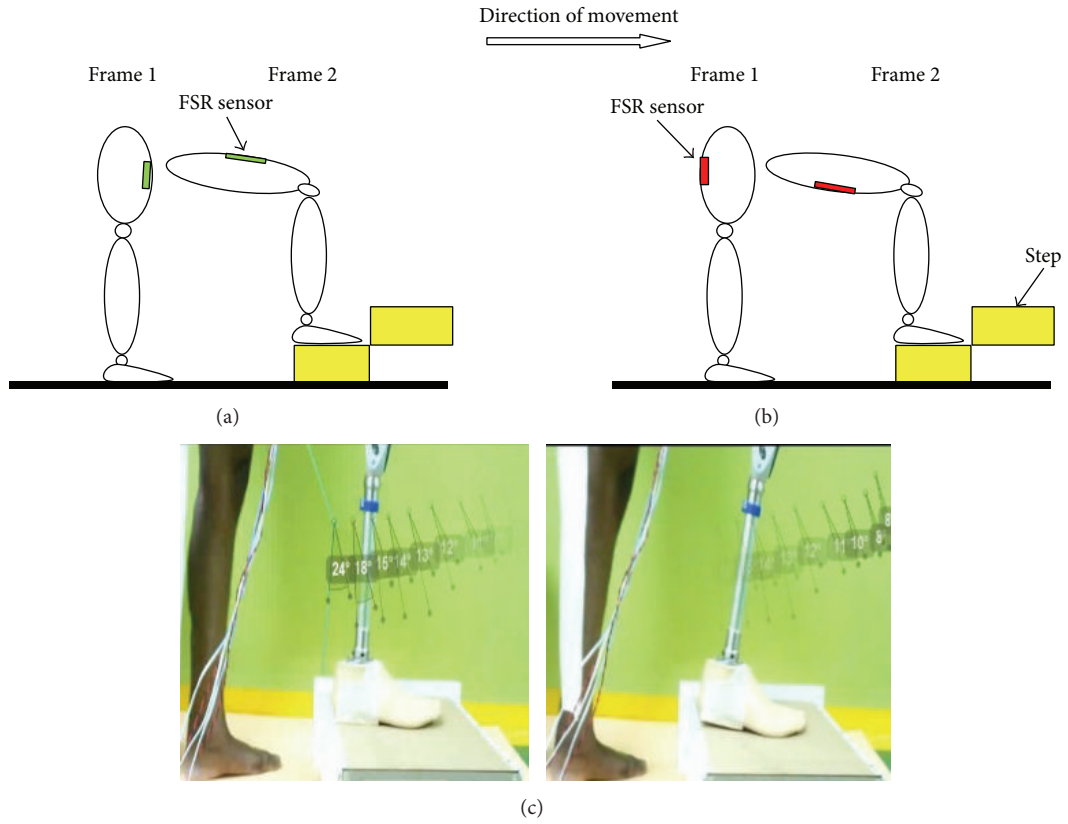 Direction of movement
Frame 1
Frame 2
FSR sensor
Frame 1
Frame 2
FSR sensor
Step
(a)
(b)
24° 18° 15° 14° 13° 12°
12° 11 10° 8° 8
(c)